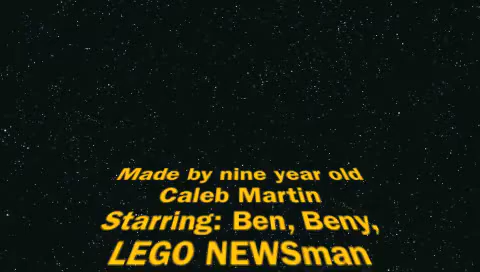 Made by nine year old
Caleb Martin
Starring: Ben, Beny,
LEGO NEWSman